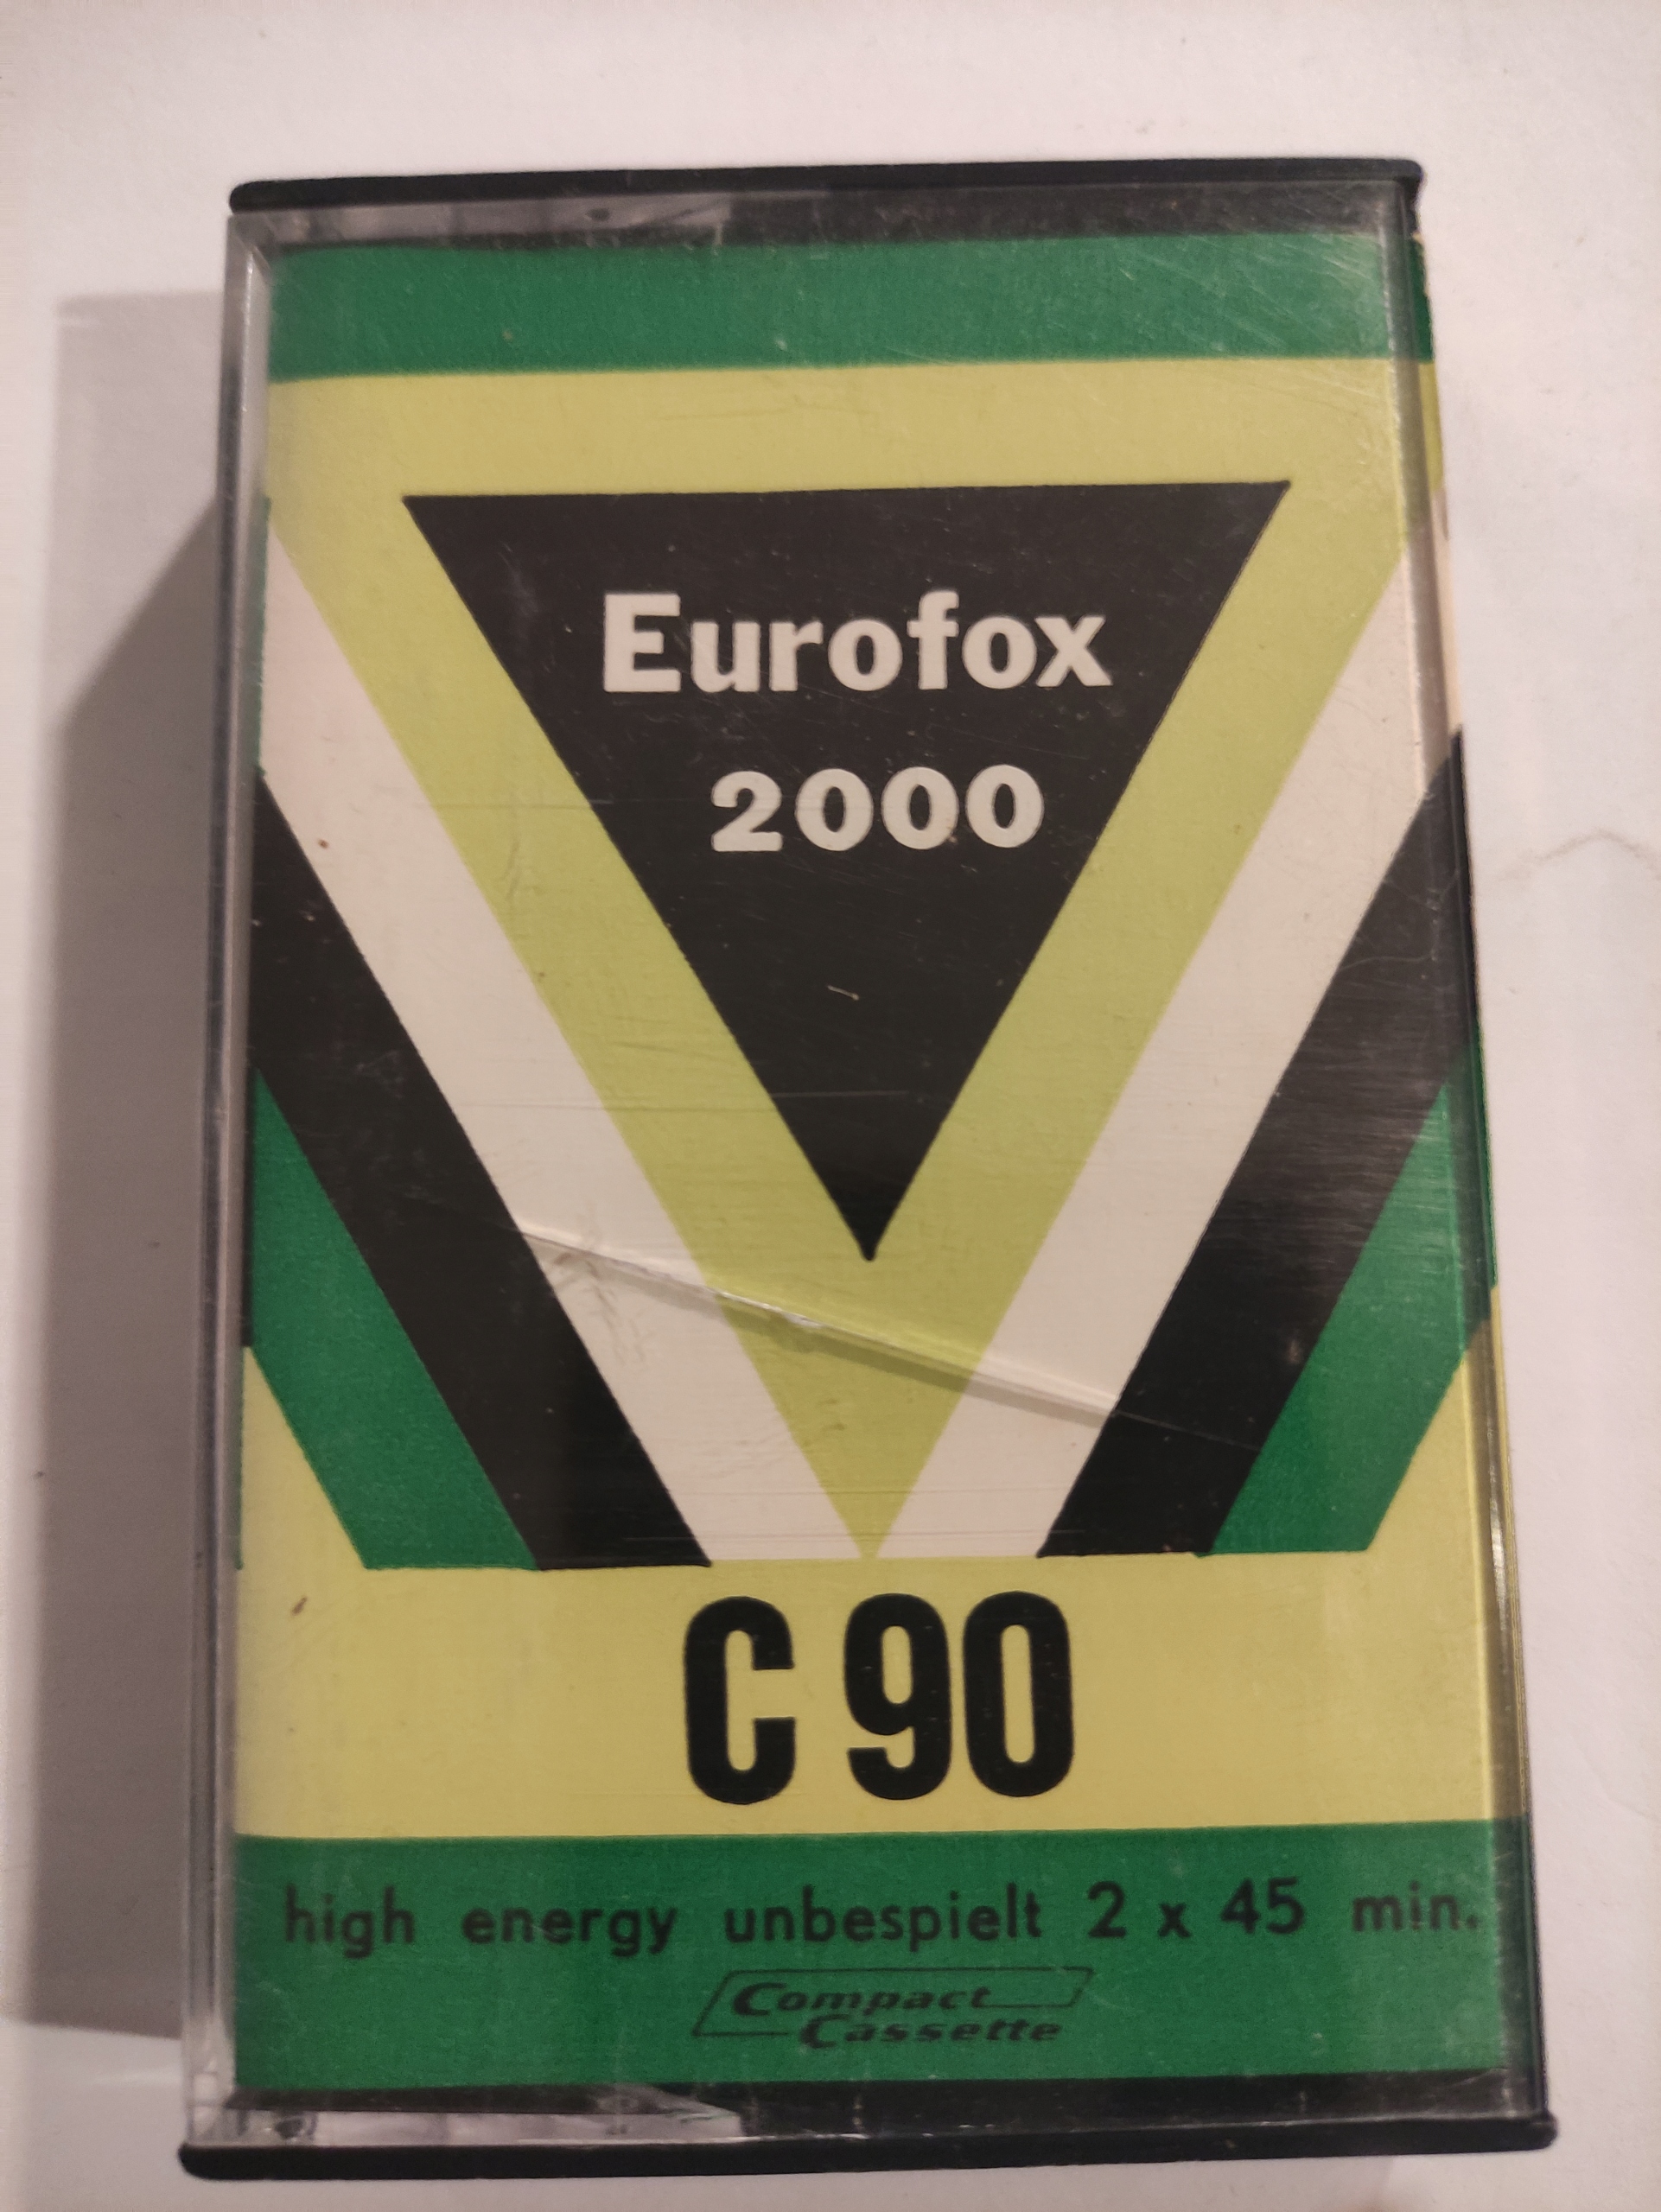 Eurofox
2000
C 90
high energy unbespielt 2 x 45 min.
Compact
Cassette